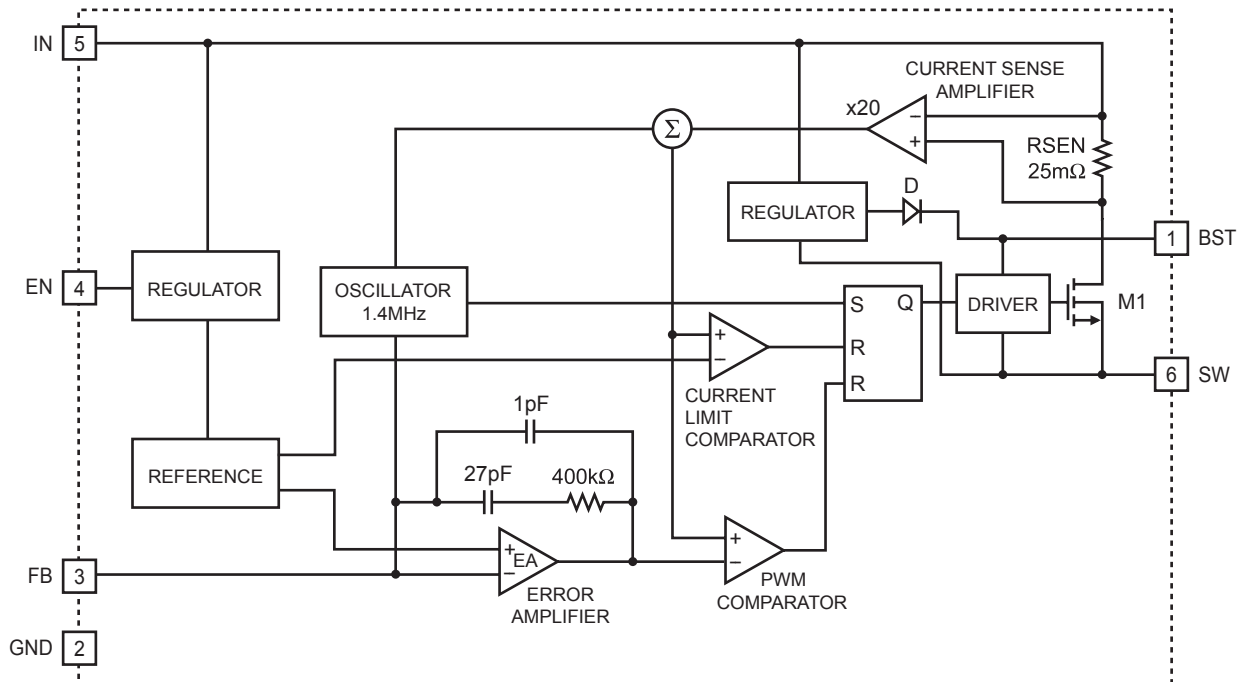 IN 5
CURRENT SENSE
AMPLIFIER
x20
Σ
−
+
RSEN
25mΩ
D
REGULATOR
1 BST
EN 4
REGULATOR
OSCILLATOR
1.4MHz
S
Q
DRIVER
M1
+
−
R
R
6 SW
CURRENT
LIMIT
COMPARATOR
1pF
REFERENCE
27pF
400kΩ
+
EA
−
+
−
FB 3
ERROR
AMPLIFIER
PWM
COMPARATOR
GND 2